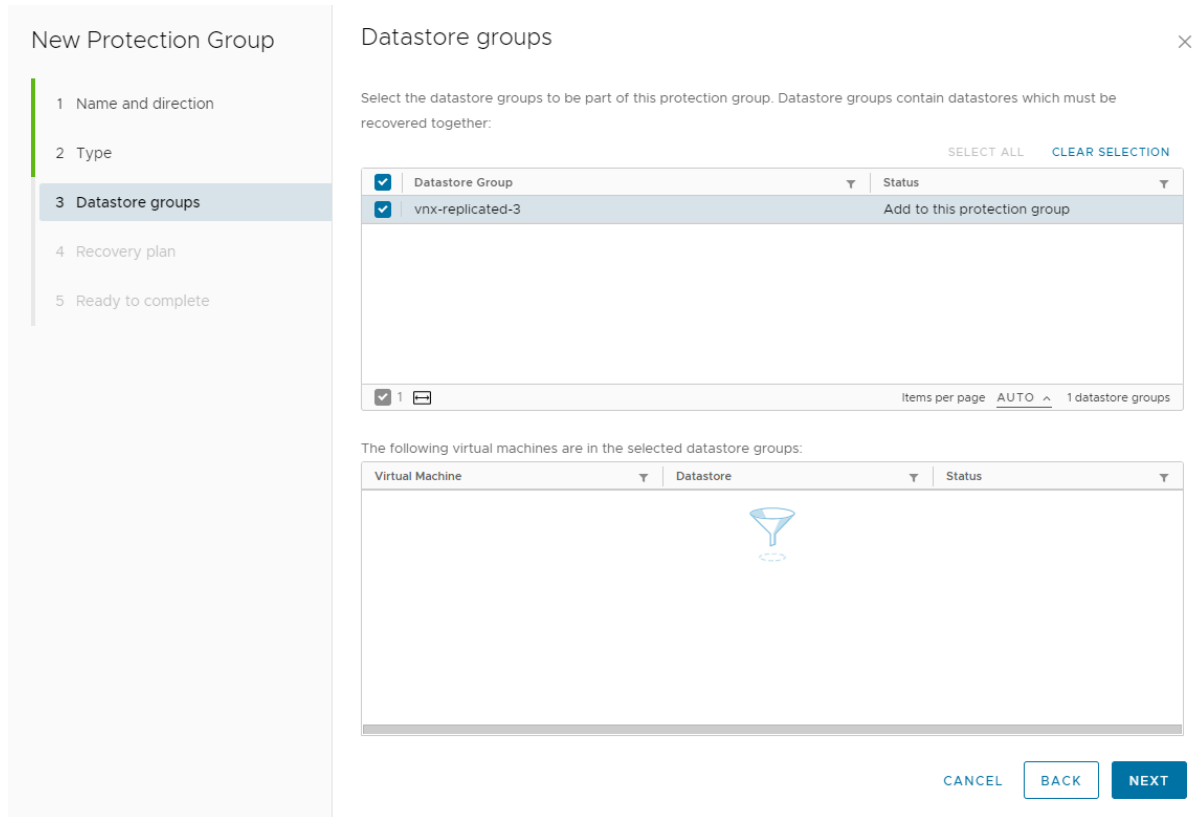 New Protection Group
1 Name and direction
2 Type
3 Datastore groups
4 Recovery plan
5 Ready to complete
Datastore groups
Select the datastore groups to be part of this protection group. Datastore groups contain datastores which must be
recovered together:
SELECT ALL CLEAR SELECTION
Datastore Group Status
vnx-replicated-3 Add to this protection group
1 Items per page AUTO 1 datastore groups
The following virtual machines are in the selected datastore groups:
Virtual Machine Datastore Status
CANCEL BACK NEXT